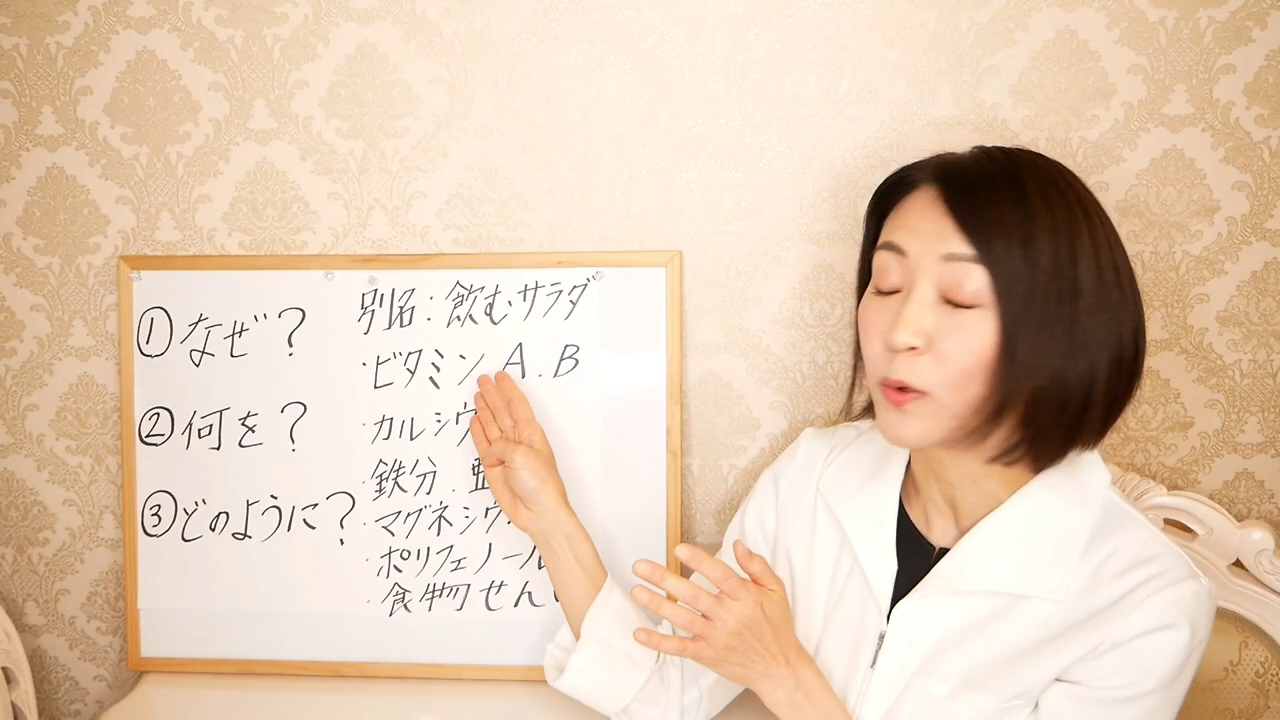 ①なぜ?
②何を?
③どのように?
別名:飲むサラダ
・ビタミンA.B
・カルシウ
・鉄分.亜
・マグネシウ
・ポリフェノール
・食物せん